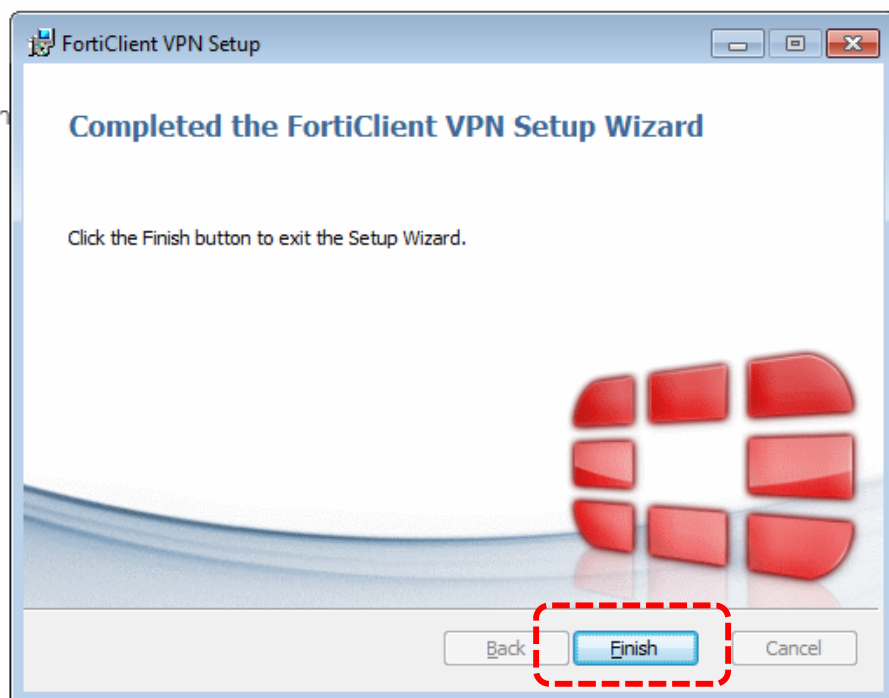 FortiClient VPN Setup
Completed the FortiClient VPN Setup Wizard
Click the Finish button to exit the Setup Wizard.
Back
Finish
Cancel